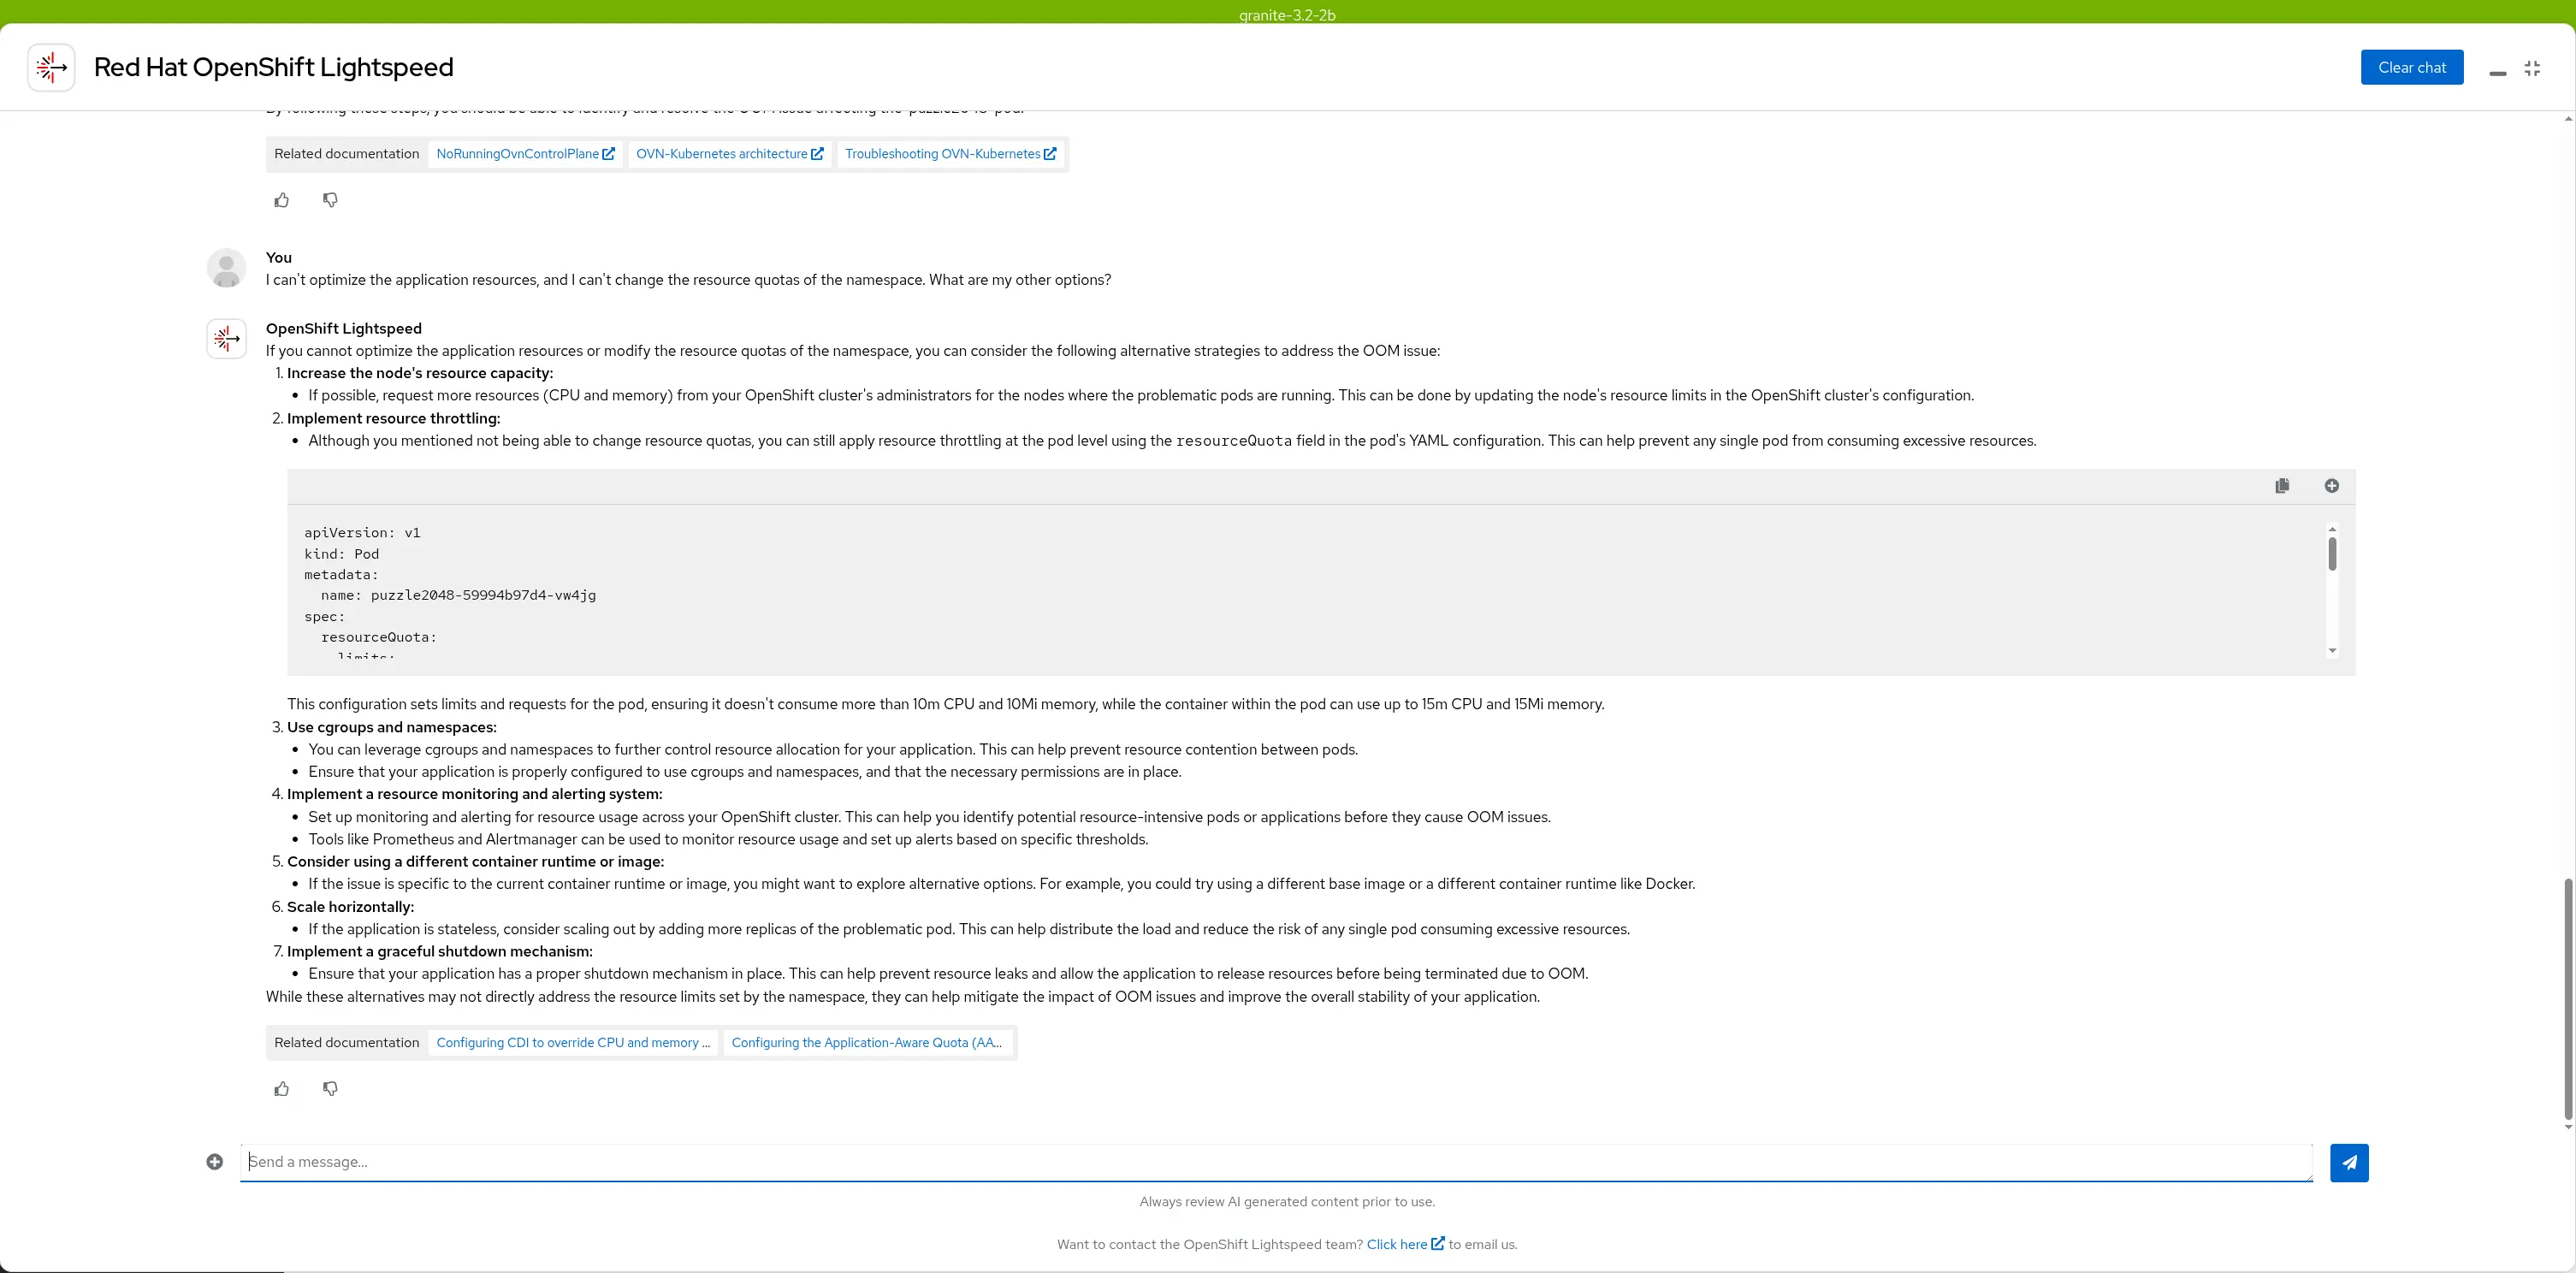 granite-3.2-2b
Red Hat OpenShift Lightspeed
Clear chat
By following these steps, you should be able to identify and resolve the OOM issue affecting the puzzle2048 pod.
Related documentation NoRunningOvnControlPlane OVN-Kubernetes architecture Troubleshooting OVN-Kubernetes
You
I can't optimize the application resources, and I can't change the resource quotas of the namespace. What are my other options?
OpenShift Lightspeed
If you cannot optimize the application resources or modify the resource quotas of the namespace, you can consider the following alternative strategies to address the OOM issue:
1. Increase the node's resource capacity:
• If possible, request more resources (CPU and memory) from your OpenShift cluster's administrators for the nodes where the problematic pods are running. This can be done by updating the node's resource limits in the OpenShift cluster's configuration.
2. Implement resource throttling:
• Although you mentioned not being able to change resource quotas, you can still apply resource throttling at the pod level using the resourceQuota field in the pod's YAML configuration. This can help prevent any single pod from consuming excessive resources.
apiVersion: v1
kind: Pod
metadata:
  name: puzzle2048-59994b97d4-vw4jg
spec:
  resourceQuota:
    limits:
This configuration sets limits and requests for the pod, ensuring it doesn't consume more than 10m CPU and 10Mi memory, while the container within the pod can use up to 15m CPU and 15Mi memory.
3. Use cgroups and namespaces:
• You can leverage cgroups and namespaces to further control resource allocation for your application. This can help prevent resource contention between pods.
• Ensure that your application is properly configured to use cgroups and namespaces, and that the necessary permissions are in place.
4. Implement a resource monitoring and alerting system:
• Set up monitoring and alerting for resource usage across your OpenShift cluster. This can help you identify potential resource-intensive pods or applications before they cause OOM issues.
• Tools like Prometheus and Alertmanager can be used to monitor resource usage and set up alerts based on specific thresholds.
5. Consider using a different container runtime or image:
• If the issue is specific to the current container runtime or image, you might want to explore alternative options. For example, you could try using a different base image or a different container runtime like Docker.
6. Scale horizontally:
• If the application is stateless, consider scaling out by adding more replicas of the problematic pod. This can help distribute the load and reduce the risk of any single pod consuming excessive resources.
7. Implement a graceful shutdown mechanism:
• Ensure that your application has a proper shutdown mechanism in place. This can help prevent resource leaks and allow the application to release resources before being terminated due to OOM.
While these alternatives may not directly address the resource limits set by the namespace, they can help mitigate the impact of OOM issues and improve the overall stability of your application.
Related documentation Configuring CDI to override CPU and memory ... Configuring the Application-Aware Quota (AA...
Send a message...
Always review AI generated content prior to use.
Want to contact the OpenShift Lightspeed team? Click here to email us.